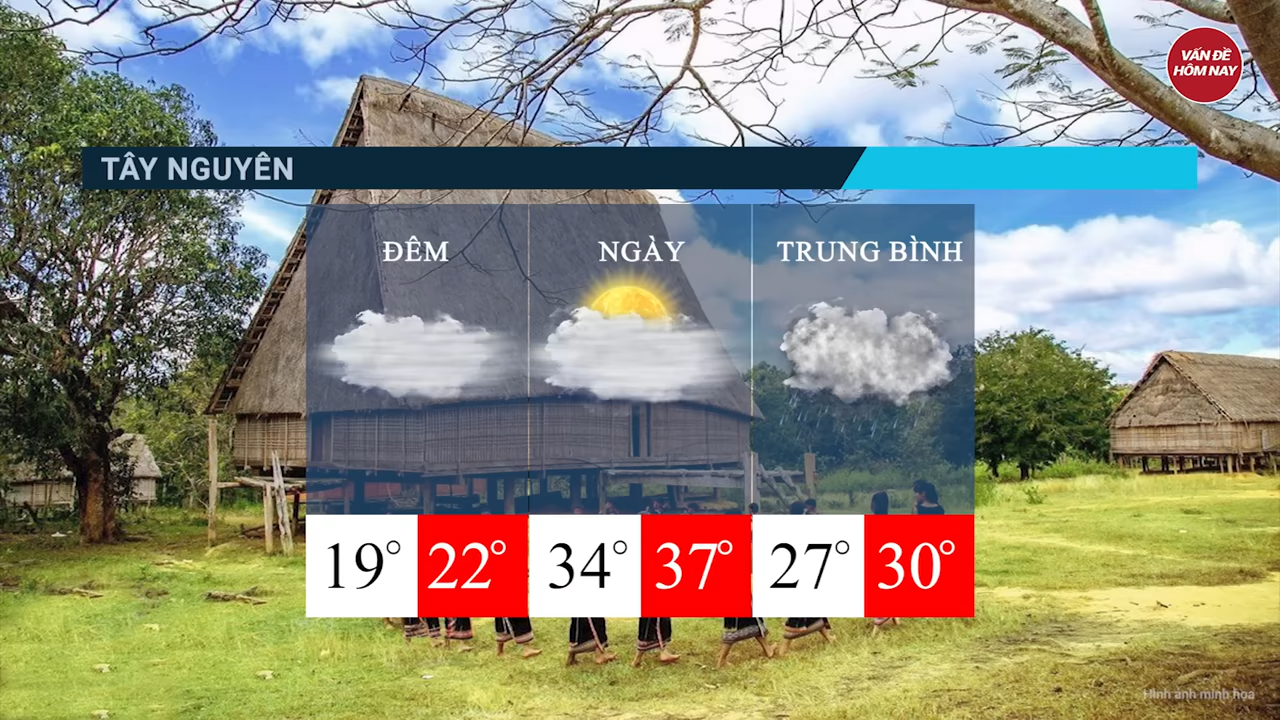 VẤN ĐỀ
HÔM NAY
TÂY NGUYÊN
ĐÊM
NGÀY
TRUNG BÌNH
19° 22° 34° 37° 27° 30°
Hình ảnh minh họa